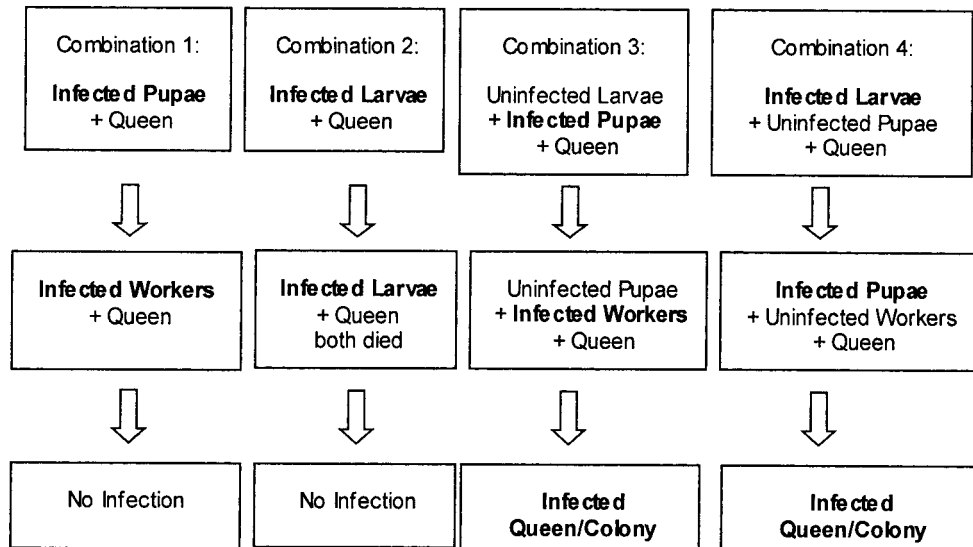 Combination 1:
Infected Pupae
+ Queen
Combination 2:
Infected Larvae
+ Queen
Combination 3:
Uninfected Larvae
+ Infected Pupae
+ Queen
Combination 4:
Infected Larvae
+ Uninfected Pupae
+ Queen
Infected Workers
+ Queen
Infected Larvae
+ Queen
both died
Uninfected Pupae
+ Infected Workers
+ Queen
Infected Pupae
+ Uninfected Workers
+ Queen
No Infection
No Infection
Infected
Queen/Colony
Infected
Queen/Colony